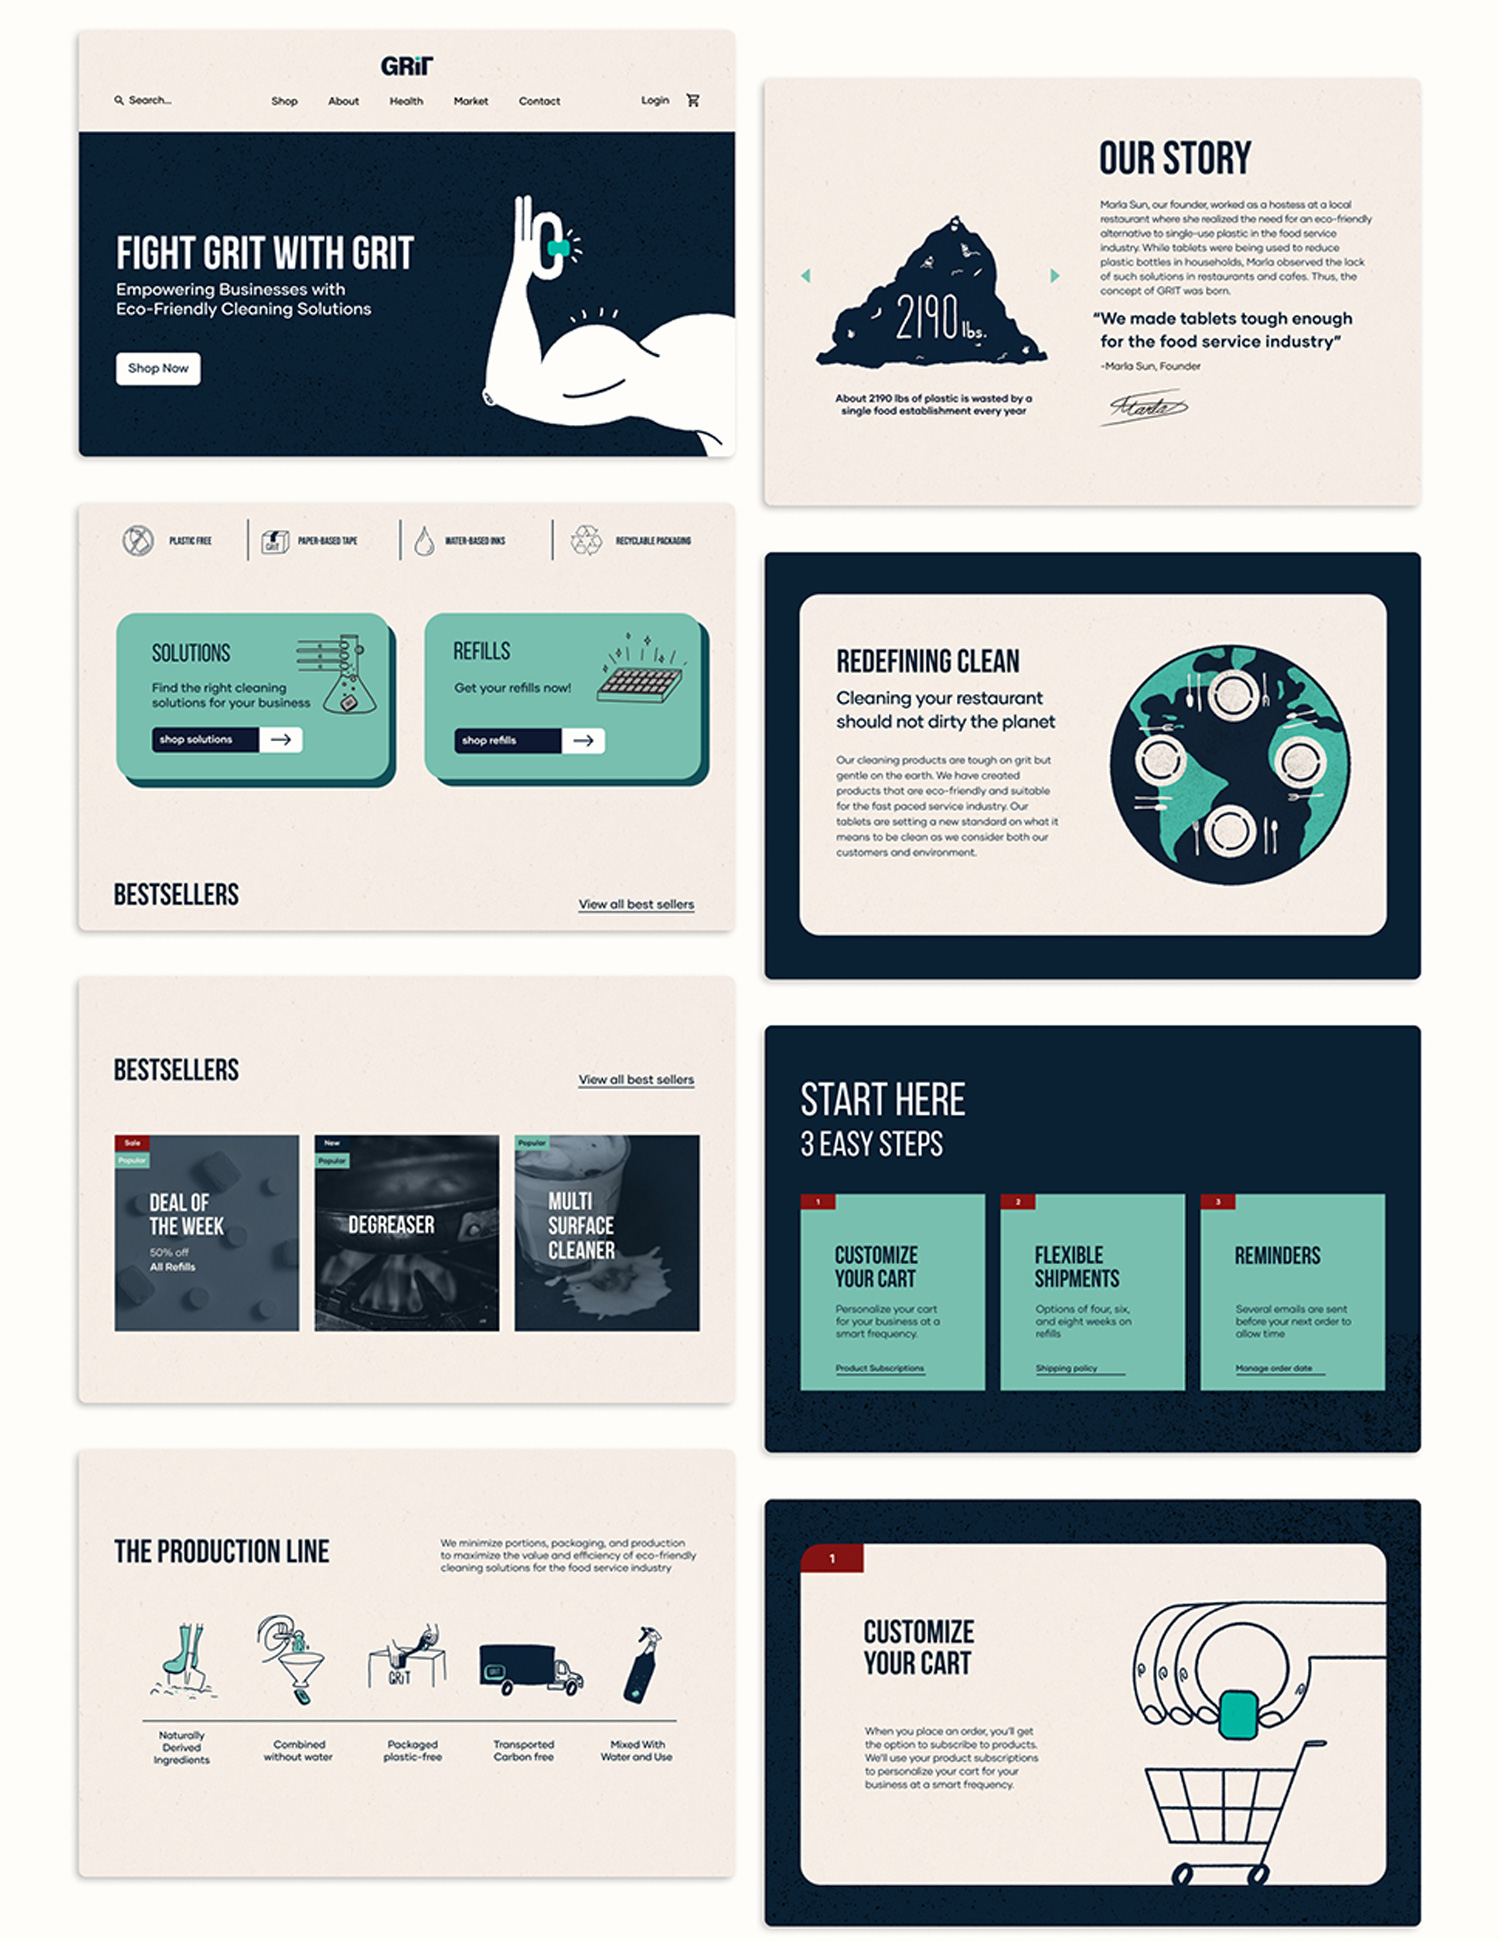 GRiT
Search...
Shop
About
Health
Market
Contact
Login
FIGHT GRIT WITH GRIT
Empowering Businesses with
Eco-Friendly Cleaning Solutions
Shop Now
PLASTIC FREE
GRiT
PAPER-BASED TAPE
WATER-BASED INKS
RECYCLABLE PACKAGING
SOLUTIONS
Find the right cleaning
solutions for your business
shop solutions
REFILLS
Get your refills now!
shop refills
BESTSELLERS
View all best sellers
BESTSELLERS
View all best sellers
Sale
Popular
DEAL OF
THE WEEK
50% off
All Refills
New
Popular
DEGREASER
Popular
MULTI
SURFACE
CLEANER
THE PRODUCTION LINE
We minimize portions, packaging, and production
to maximize the value and efficiency of eco-friendly
cleaning solutions for the food service industry
GRiT
GRiT
Naturally
Derived
Ingredients
Combined
without water
Packaged
plastic-free
Transported
Carbon free
Mixed With
Water and Use
OUR STORY
Marla Sun, our founder, worked as a hostess at a local
restaurant where she realized the need for an eco-friendly
alternative to single-use plastic in the food service
industry. While tablets were being used to reduce
plastic bottles in households, Marla observed the lack
of such solutions in restaurants and cafes. Thus, the
concept of GRIT was born.
“We made tablets tough enough
for the food service industry”
-Marla Sun, Founder
Marla
2190 lbs.
About 2190 lbs of plastic is wasted by a
single food establishment every year
REDEFINING CLEAN
Cleaning your restaurant
should not dirty the planet
Our cleaning products are tough on grit but
gentle on the earth. We have created
products that are eco-friendly and suitable
for the fast paced service industry. Our
tablets are setting a new standard on what it
means to be clean as we consider both our
customers and environment.
START HERE
3 EASY STEPS
1
CUSTOMIZE
YOUR CART
Personalize your cart
for your business at a
smart frequency.
Product Subscriptions
2
FLEXIBLE
SHIPMENTS
Options of four, six,
and eight weeks on
refills
Shipping policy
3
REMINDERS
Several emails are sent
before your next order to
allow time
Manage order date
1
CUSTOMIZE
YOUR CART
When you place an order, you'll get
the option to subscribe to products.
We'll use your product subscriptions
to personalize your cart for your
business at a smart frequency.